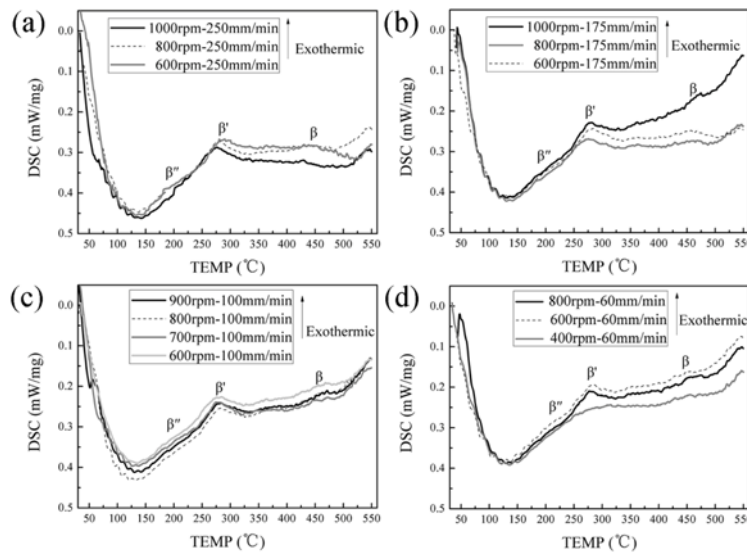 (a)
1000rpm-250mm/min
800rpm-250mm/min
600rpm-250mm/min
Exothermic
β″
β'
β
DSC (mW/mg)
0.0
0.1
0.2
0.3
0.4
0.5
50 100 150 200 250 300 350 400 450 500 550
TEMP (℃)
(b)
1000rpm-175mm/min
800rpm-175mm/min
600rpm-175mm/min
Exothermic
β″
β'
β
DSC (mW/mg)
0.0
0.1
0.2
0.3
0.4
0.5
50 100 150 200 250 300 350 400 450 500 550
TEMP (℃)
(c)
900rpm-100mm/min
800rpm-100mm/min
700rpm-100mm/min
600rpm-100mm/min
Exothermic
β″
β'
β
DSC (mW/mg)
0.0
0.1
0.2
0.3
0.4
0.5
50 100 150 200 250 300 350 400 450 500 550
TEMP (℃)
(d)
800rpm-60mm/min
600rpm-60mm/min
400rpm-60mm/min
Exothermic
β″
β'
β
DSC (mW/mg)
0.0
0.1
0.2
0.3
0.4
0.5
50 100 150 200 250 300 350 400 450 500 550
TEMP (℃)